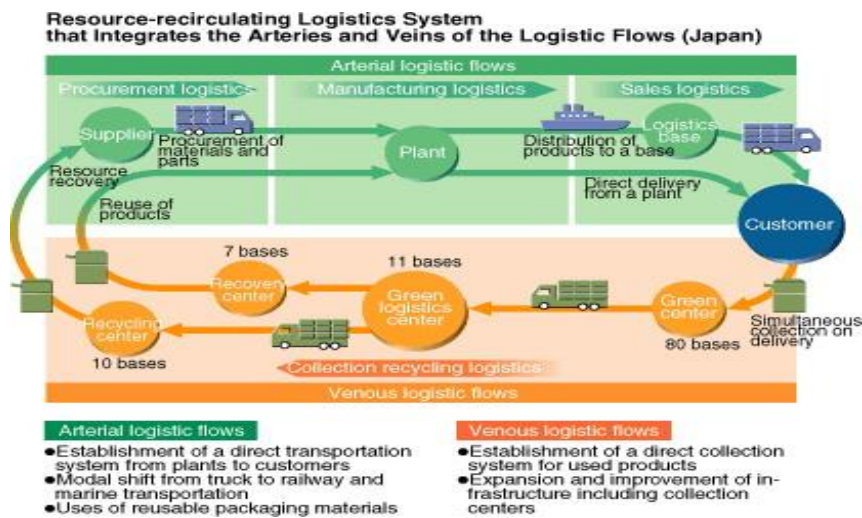 Resource-recirculating Logistics System
that Integrates the Arteries and Veins of the Logistic Flows (Japan)
Arterial logistic flows
Procurement logistics
Manufacturing logistics
Sales logistics
Supplier
Procurement of
materials and
parts
Plant
Distribution of
products to a base
Logistics
base
Resource
recovery
Reuse of
products
Direct delivery
from a plant
Customer
7 bases
Recovery
center
11 bases
Green
logistics
center
Green
center
80 bases
Simultaneous
collection on
delivery
Recycling
center
10 bases
Collection recycling logistics
Venous logistic flows
Arterial logistic flows
●Establishment of a direct transportation
system from plants to customers
●Modal shift from truck to railway and
marine transportation
●Uses of reusable packaging materials
Venous logistic flows
●Establishment of a direct collection
system for used products
●Expansion and improvement of in-
frastructure including collection
centers